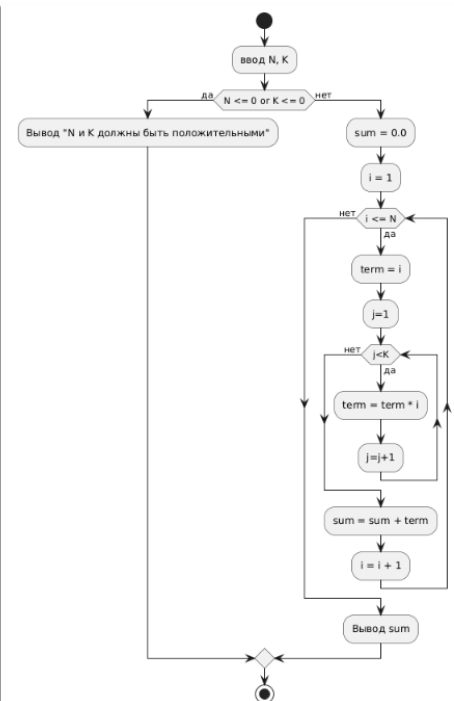 ввод N, K
да
N <= 0 or K <= 0
нет
Вывод "N и K должны быть положительными"
sum = 0.0
i = 1
нет
i <= N
да
term = i
j=1
нет
j<K
да
term = term * i
j=j+1
sum = sum + term
i = i + 1
Вывод sum